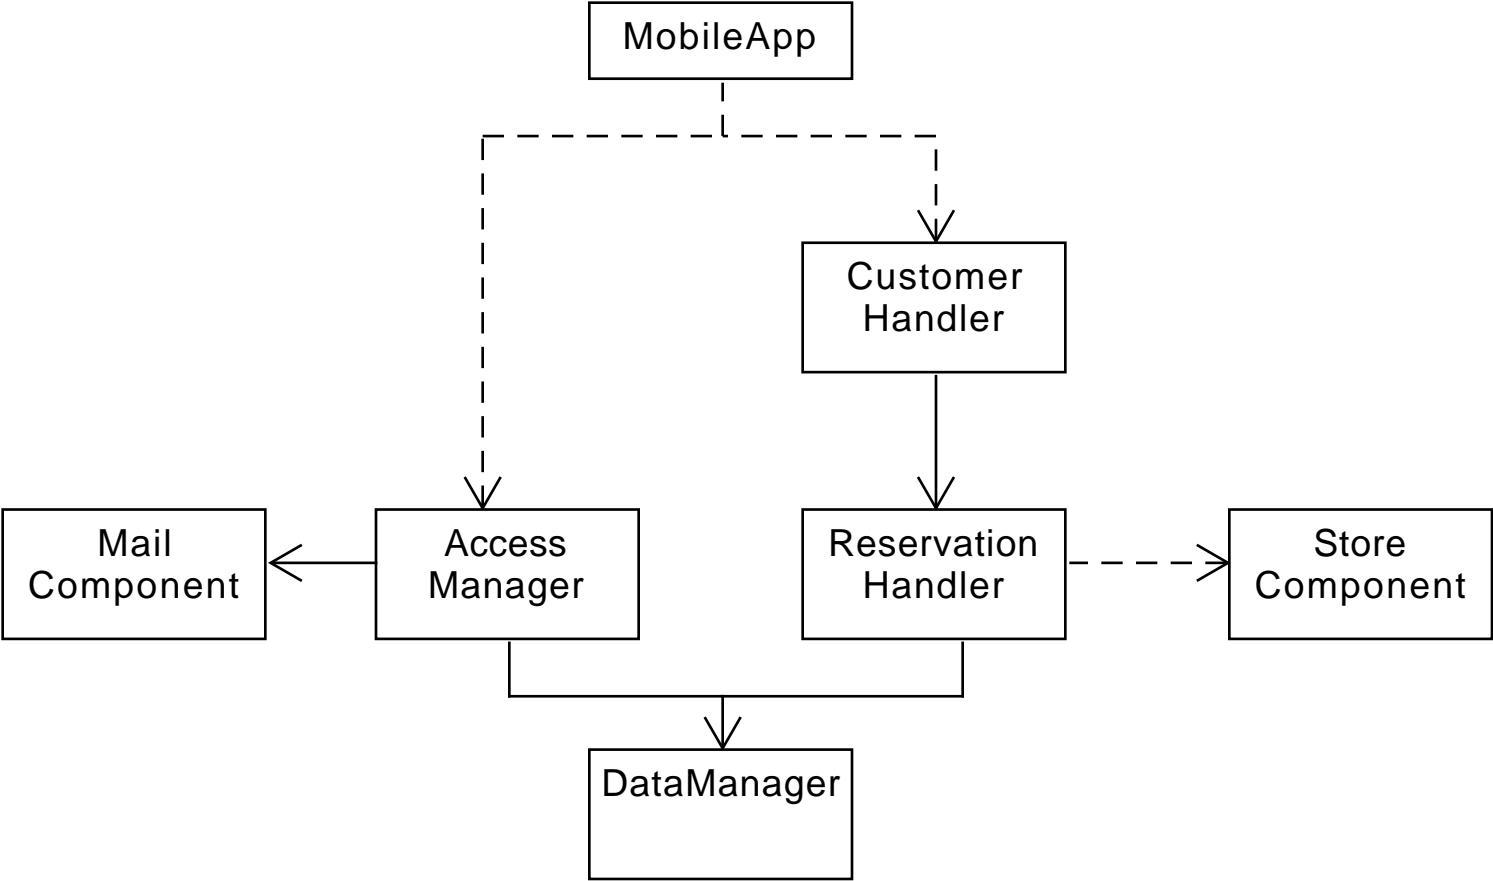 MobileApp
Customer
Handler
Mail
Component
Access
Manager
Reservation
Handler
Store
Component
DataManager